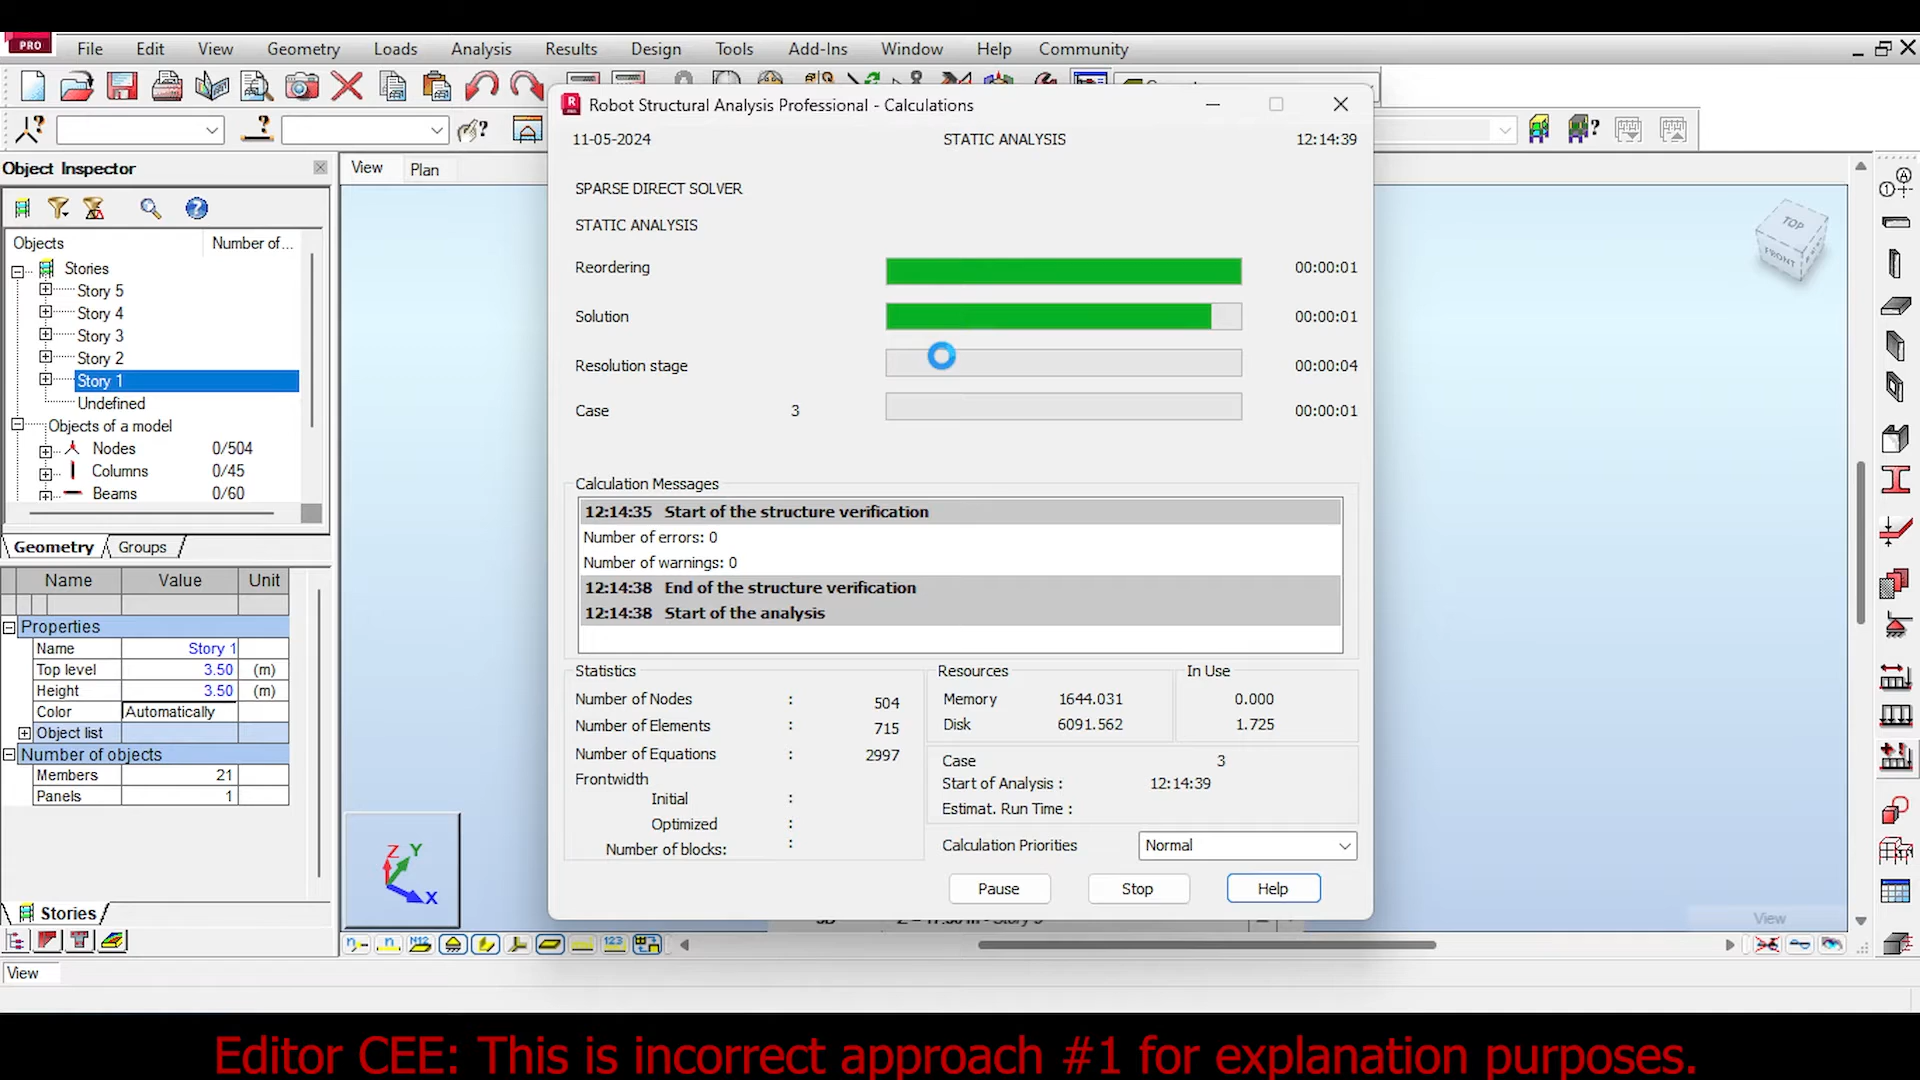 PRO
File Edit View Geometry Loads Analysis Results Design Tools Add-Ins Window Help Community
Object Inspector
View Plan
Objects Number of...
Stories
Story 5
Story 4
Story 3
Story 2
Story 1
Undefined
Objects of a model
Nodes 0/504
Columns 0/45
Beams 0/60
Geometry Groups
Name Value Unit
Properties
Name Story 1
Top level 3.50 (m)
Height 3.50 (m)
Color Automatically
Object list
Number of objects
Members 21
Panels 1
Stories
View
Robot Structural Analysis Professional - Calculations
11-05-2024 STATIC ANALYSIS 12:14:39
SPARSE DIRECT SOLVER
STATIC ANALYSIS
Reordering 00:00:01
Solution 00:00:01
Resolution stage 00:00:04
Case 3 00:00:01
Calculation Messages
12:14:35 Start of the structure verification
Number of errors: 0
Number of warnings: 0
12:14:38 End of the structure verification
12:14:38 Start of the analysis
Statistics
Number of Nodes : 504
Number of Elements : 715
Number of Equations : 2997
Frontwidth
Initial :
Optimized :
Number of blocks: :
Resources In Use
Memory 1644.031 0.000
Disk 6091.562 1.725
Case 3
Start of Analysis : 12:14:39
Estimat. Run Time :
Calculation Priorities Normal
Pause Stop Help
TOP
FRONT
Z Y
X
View
Editor CEE: This is incorrect approach #1 for explanation purposes.